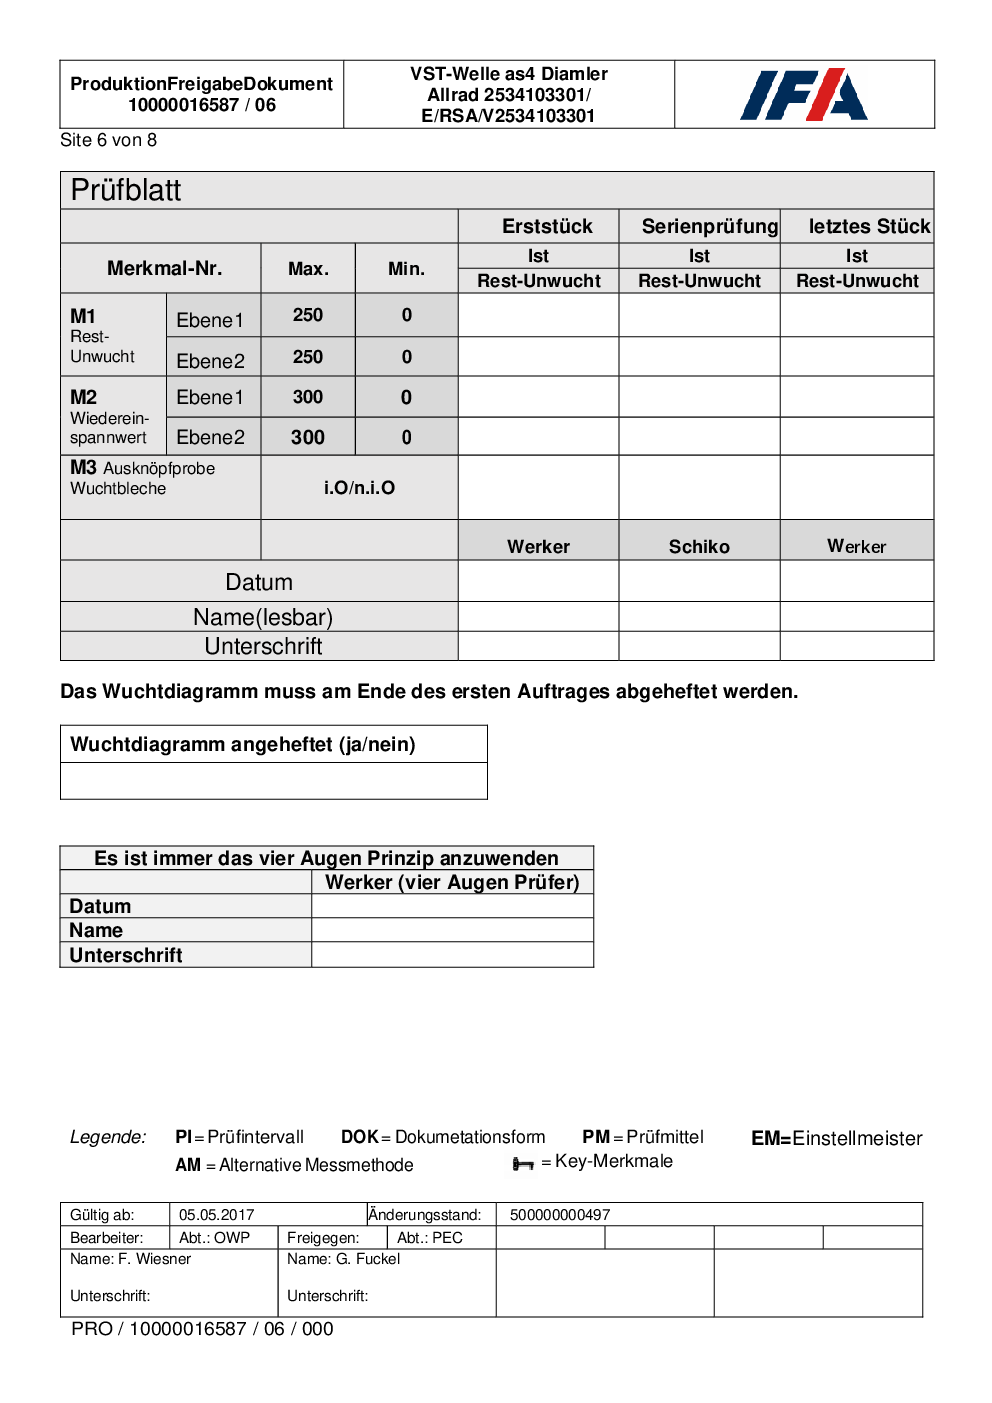 ProduktionFreigabeDokument
10000016587 / 06
VST-Welle as4 Diamler
Allrad 2534103301/
E/RSA/V2534103301
IFA
Site 6 von 8
Prüfblatt
Erststück Serienprüfung letztes Stück
Merkmal-Nr. Max. Min. Ist Ist Ist
Rest-Unwucht Rest-Unwucht Rest-Unwucht
M1
Rest-
Unwucht
Ebene1 250 0
Ebene2 250 0
M2
Wiederein-
spannwert
Ebene1 300 0
Ebene2 300 0
M3 Ausknöpfprobe
Wuchtbleche
i.O/n.i.O
Werker Schiko Werker
Datum
Name(lesbar)
Unterschrift
Das Wuchtdiagramm muss am Ende des ersten Auftrages abgeheftet werden.
Wuchtdiagramm angeheftet (ja/nein)
Es ist immer das vier Augen Prinzip anzuwenden
Werker (vier Augen Prüfer)
Datum
Name
Unterschrift
Legende: PI = Prüfintervall DOK = Dokumetationsform PM = Prüfmittel EM=Einstellmeister
AM = Alternative Messmethode = Key-Merkmale
Gültig ab: 05.05.2017 Änderungsstand: 500000000497
Bearbeiter: Abt.: OWP Freigegen: Abt.: PEC
Name: F. Wiesner Name: G. Fuckel
Unterschrift: Unterschrift:
PRO / 10000016587 / 06 / 000